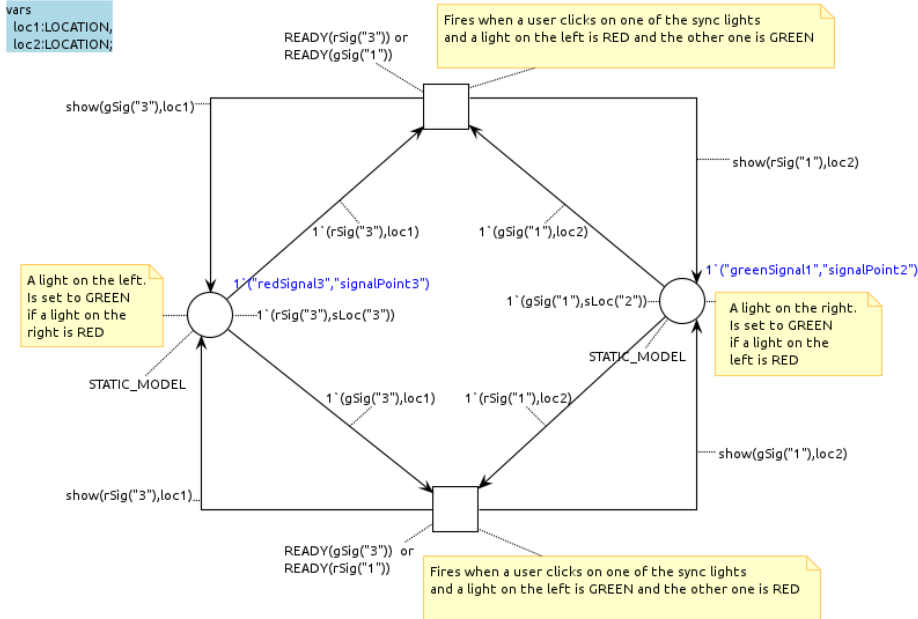 vars
loc1:LOCATION,
loc2:LOCATION;
Fires when a user clicks on one of the sync lights
and a light on the left is RED and the other one is GREEN
READY(rSig("3")) or
READY(gSig("1"))
show(gSig("3"),loc1)
show(rSig("1"),loc2)
1`(rSig("3"),loc1)
1`(gSig("1"),loc2)
A light on the left.
Is set to GREEN
if a light on the
right is RED
1`("redSignal3","signalPoint3")
1`(rSig("3"),sLoc("3"))
STATIC_MODEL
1`("greenSignal1","signalPoint2")
1`(gSig("1"),sLoc("2"))
STATIC_MODEL
A light on the right.
Is set to GREEN
if a light on the
left is RED
1`(gSig("3"),loc1)
1`(rSig("1"),loc2)
show(gSig("1"),loc2)
show(rSig("3"),loc1)
READY(gSig("3")) or
READY(rSig("1"))
Fires when a user clicks on one of the sync lights
and a light on the left is GREEN and the other one is RED